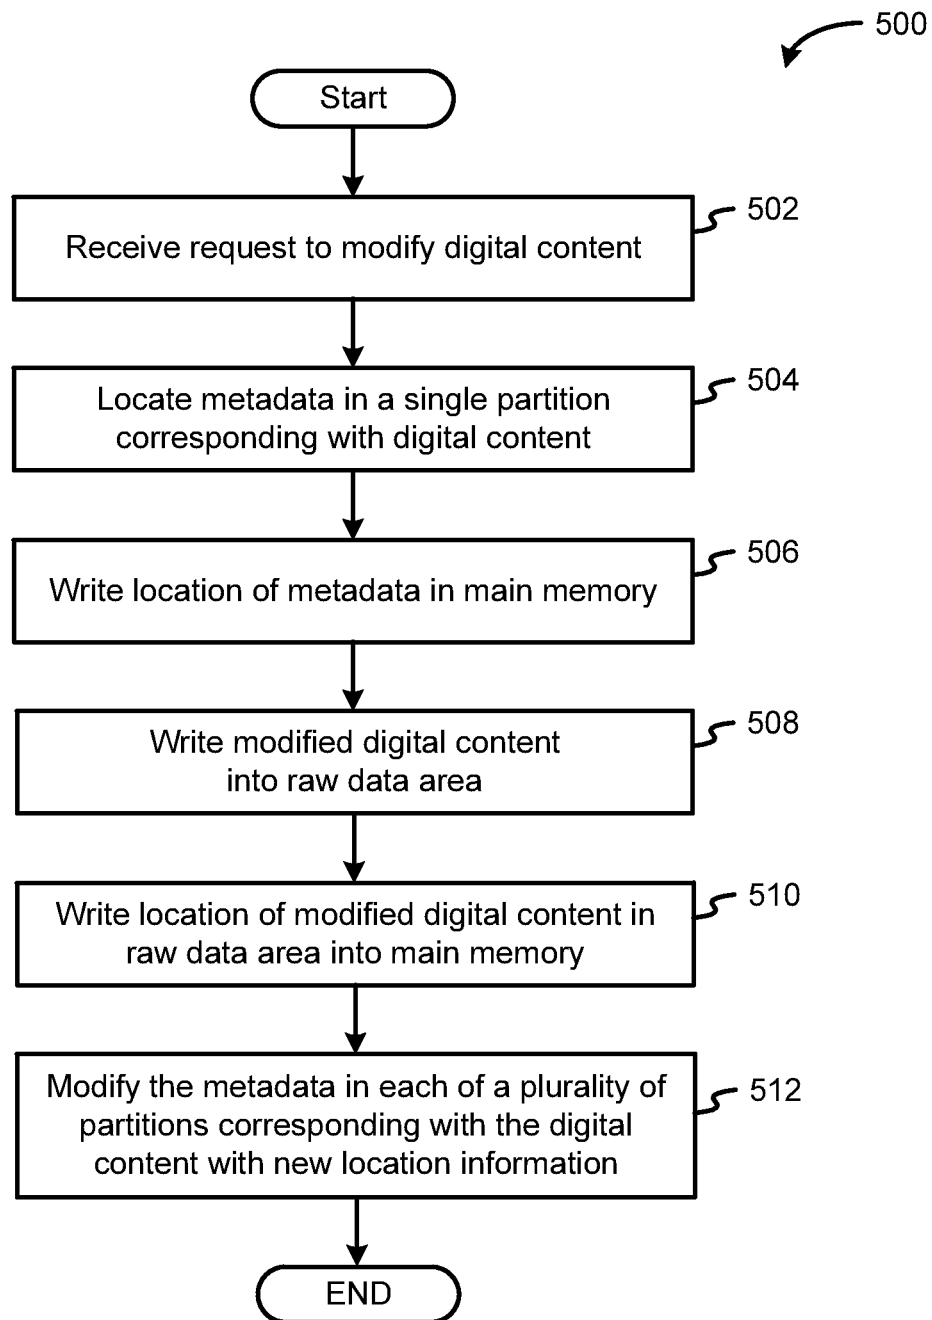 500
Start
502
Receive request to modify digital content
504
Locate metadata in a single partition
corresponding with digital content
506
Write location of metadata in main memory
508
Write modified digital content
into raw data area
510
Write location of modified digital content in
raw data area into main memory
512
Modify the metadata in each of a plurality of
partitions corresponding with the digital
content with new location information
END